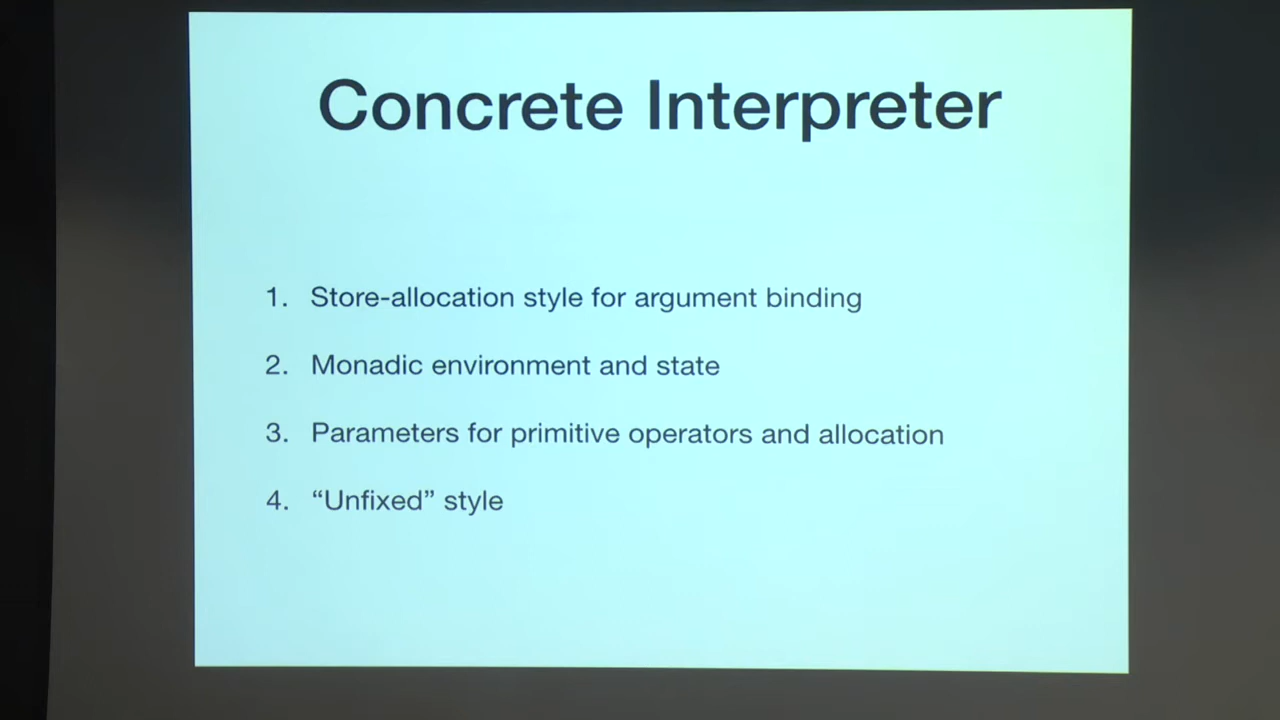 Concrete Interpreter
1. Store-allocation style for argument binding
2. Monadic environment and state
3. Parameters for primitive operators and allocation
4. “Unfixed” style